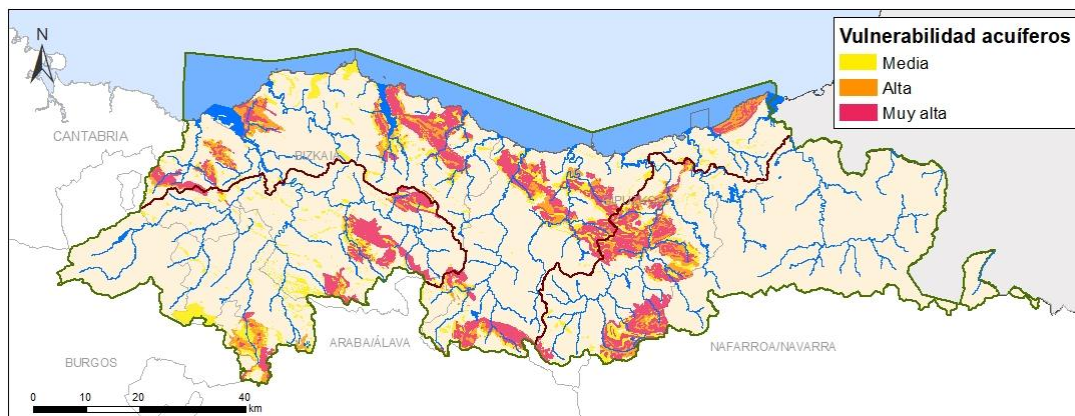 N
Vulnerabilidad acuíferos
Media
Alta
Muy alta
CANTABRIA
BIZKAIA
ARABA/ÁLAVA
NAFARROA/NAVARRA
BURGOS
0 10 20 40
km